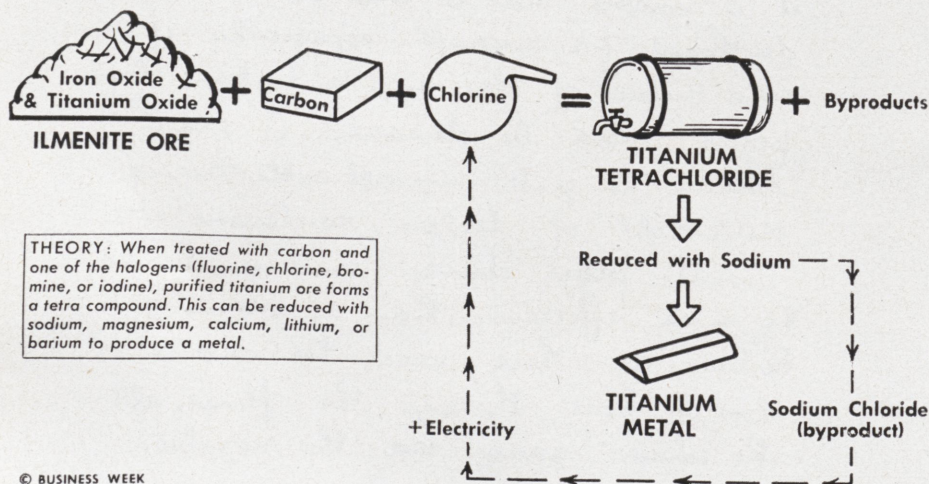 Iron Oxide
& Titanium Oxide
ILMENITE ORE
+
Carbon
+
Chlorine
=
TITANIUM
TETRACHLORIDE
+ Byproducts
THEORY: When treated with carbon and
one of the halogens (fluorine, chlorine, bro-
mine, or iodine), purified titanium ore forms
a tetra compound. This can be reduced with
sodium, magnesium, calcium, lithium, or
barium to produce a metal.
Reduced with Sodium
TITANIUM
METAL
Sodium Chloride
(byproduct)
+Electricity
© BUSINESS WEEK